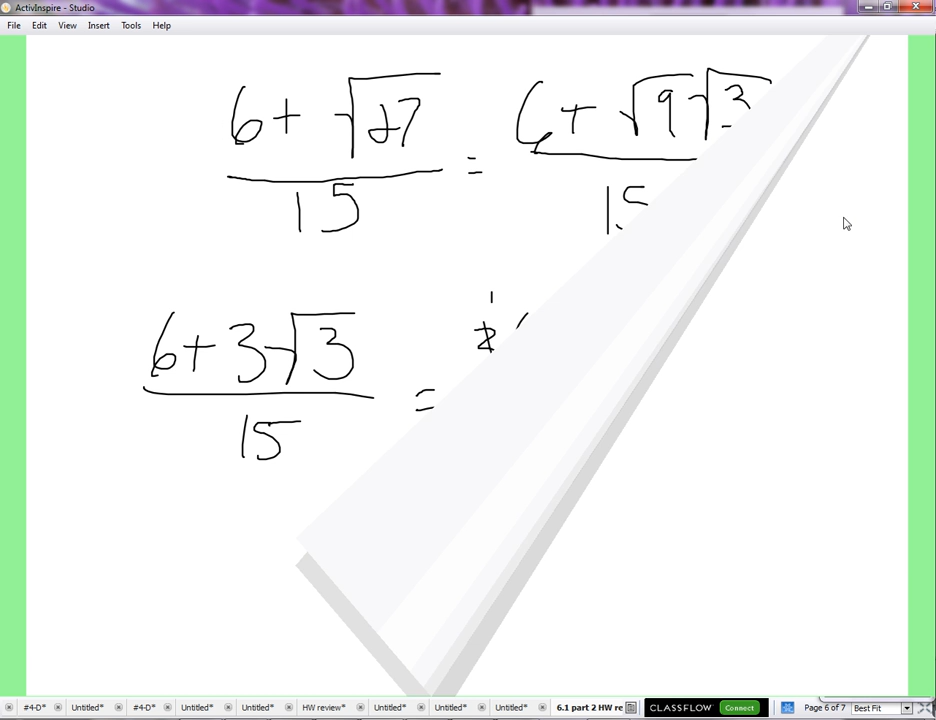 ActivInspire - Studio
File Edit View Insert Tools Help
6 + √27 = 6 + √9 √3
15 15
6 + 3√3 =
15
1
#4-D* Untitled* #4-D* Untitled* Untitled* HW review* Untitled* Untitled* Untitled* 6.1 part 2 HW re CLASSFLOW Connect Page 6 of 7 Best Fit